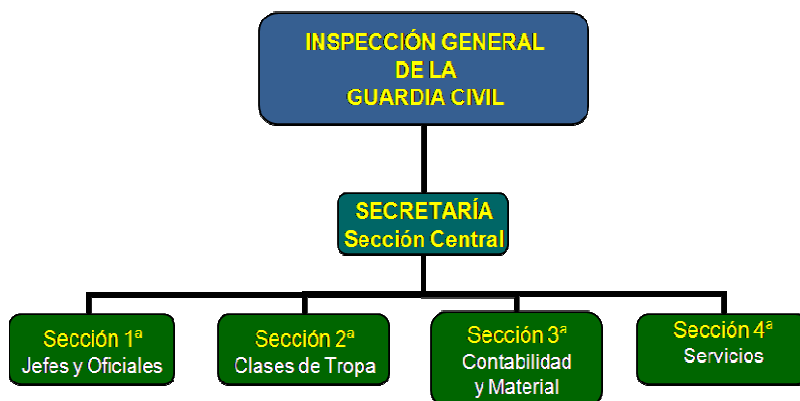 INSPECCIÓN GENERAL
DE LA
GUARDIA CIVIL
SECRETARÍA
Sección Central
Sección 1ª
Jefes y Oficiales
Sección 2ª
Clases de Tropa
Sección 3ª
Contabilidad
y Material
Sección 4ª
Servicios